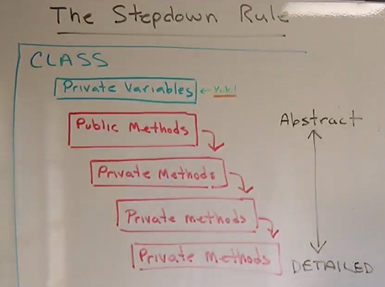 The Stepdown Rule
CLASS
Private Variables
Public Methods
Abstract
Private Methods
Private methods
Private Methods
DETAILED